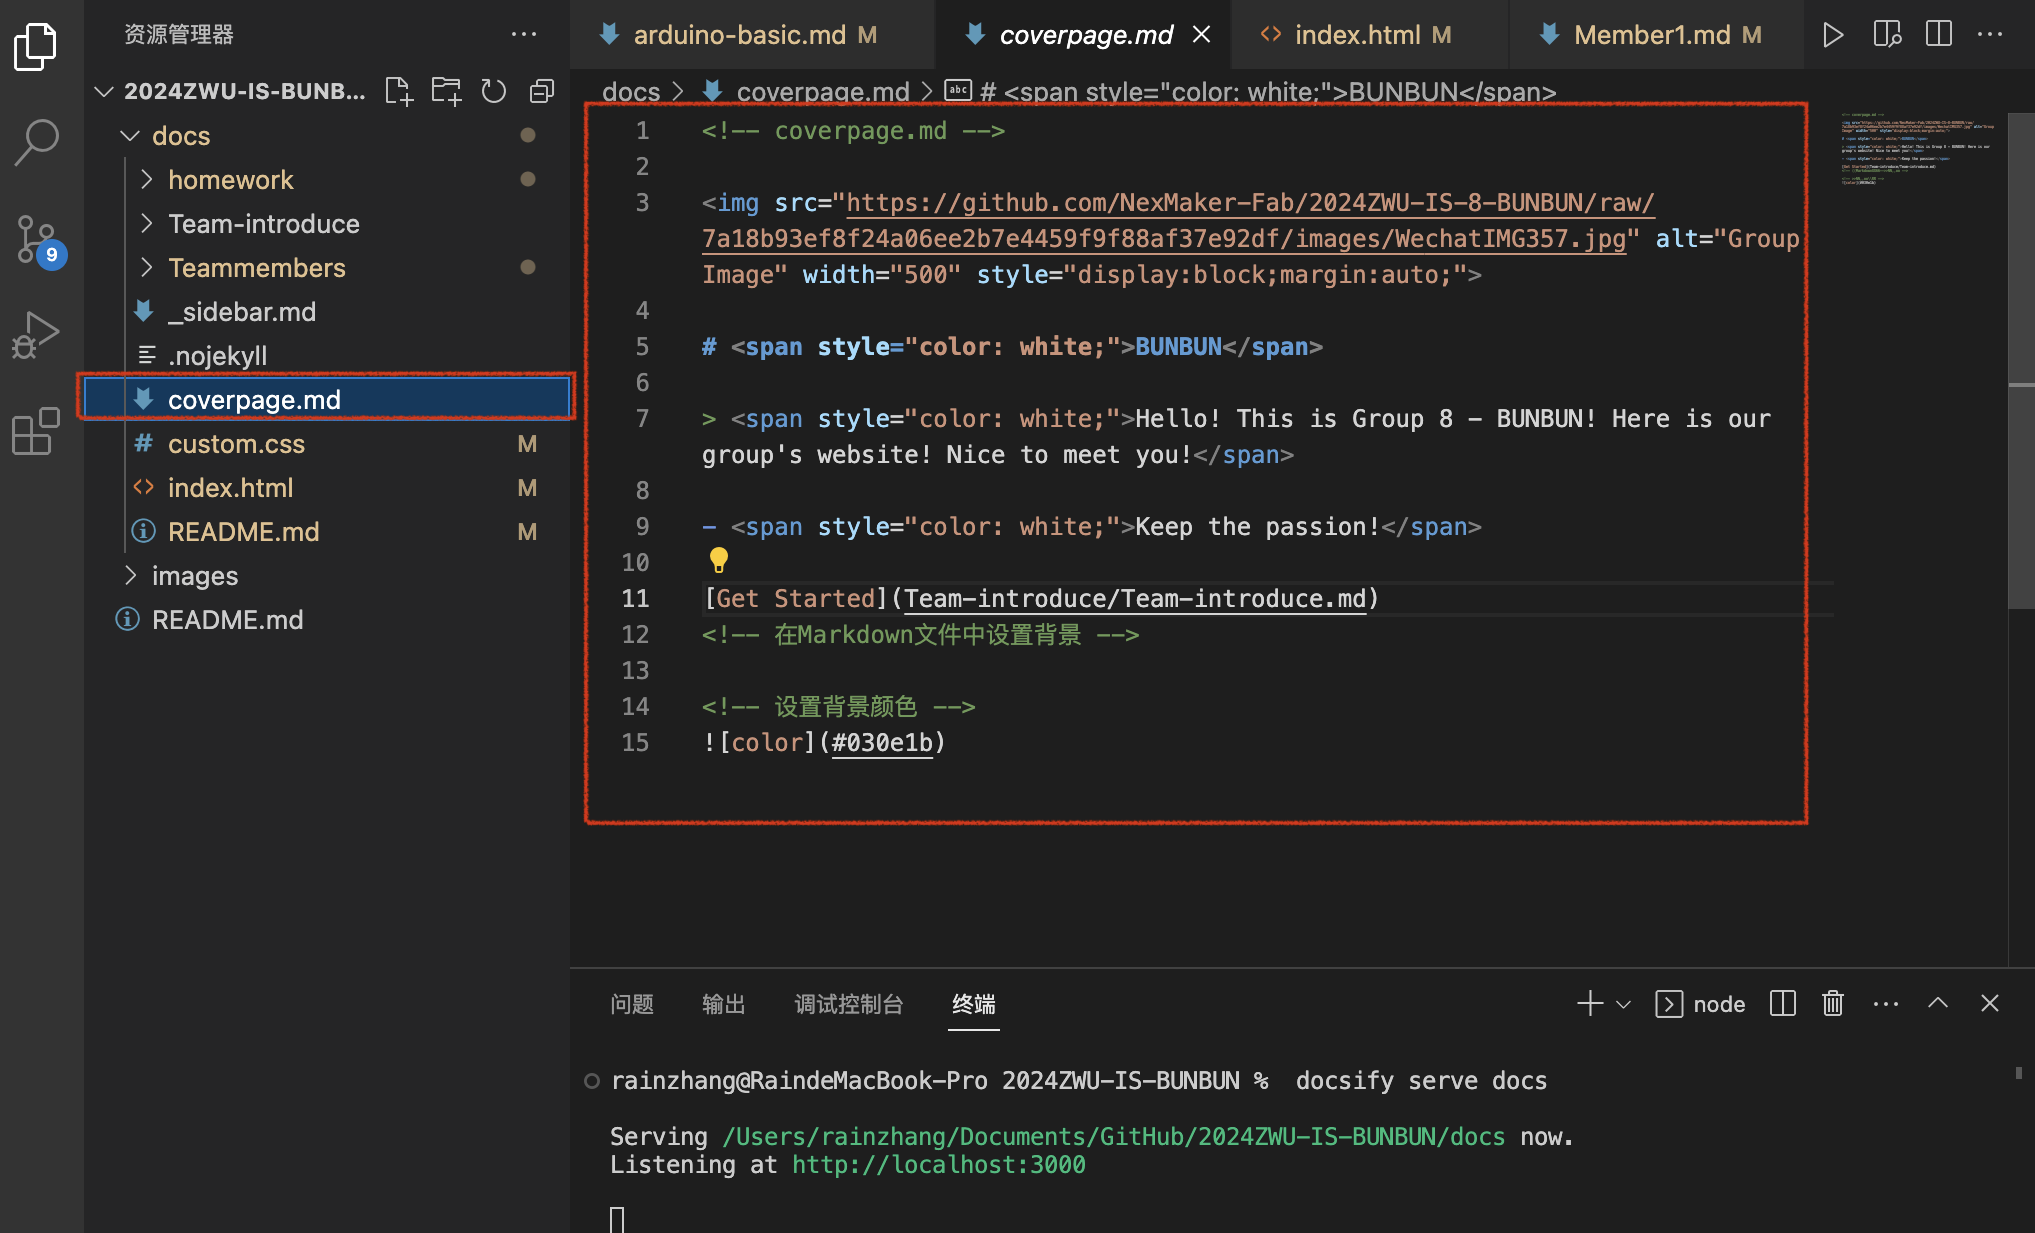 资源管理器
2024ZWU-IS-BUNB...
docs
homework
Team-introduce
Teammembers
_sidebar.md
.nojekyll
coverpage.md
custom.css M
index.html M
README.md M
images
README.md
9
arduino-basic.md M
coverpage.md
index.html M
Member1.md M
docs > coverpage.md > abc # <span style="color: white;">BUNBUN</span>
1 <!-- coverpage.md -->
2
3 <img src="https://github.com/NexMaker-Fab/2024ZWU-IS-8-BUNBUN/raw/
7a18b93ef8f24a06ee2b7e4459f9f88af37e92df/images/WechatIMG357.jpg" alt="Group
Image" width="500" style="display:block;margin:auto;">
4
5 # <span style="color: white;">BUNBUN</span>
6
7 > <span style="color: white;">Hello! This is Group 8 - BUNBUN! Here is our
group's website! Nice to meet you!</span>
8
9 - <span style="color: white;">Keep the passion!</span>
10
11 [Get Started](Team-introduce/Team-introduce.md)
12 <!-- 在Markdown文件中设置背景 -->
13
14 <!-- 设置背景颜色 -->
15 ![color](#030e1b)
问题 输出 调试控制台 终端
node
rainzhang@RaindeMacBook-Pro 2024ZWU-IS-BUNBUN % docsify serve docs
Serving /Users/rainzhang/Documents/GitHub/2024ZWU-IS-BUNBUN/docs now.
Listening at http://localhost:3000